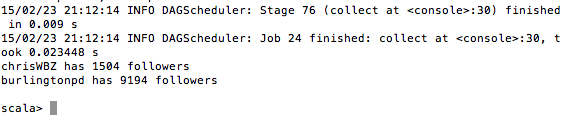 15/02/23 21:12:14 INFO DAGScheduler: Stage 76 (collect at <console>:30) finished
 in 0.009 s
15/02/23 21:12:14 INFO DAGScheduler: Job 24 finished: collect at <console>:30, t
ook 0.023448 s
chrisWBZ has 1504 followers
burlingtonpd has 9194 followers
scala>